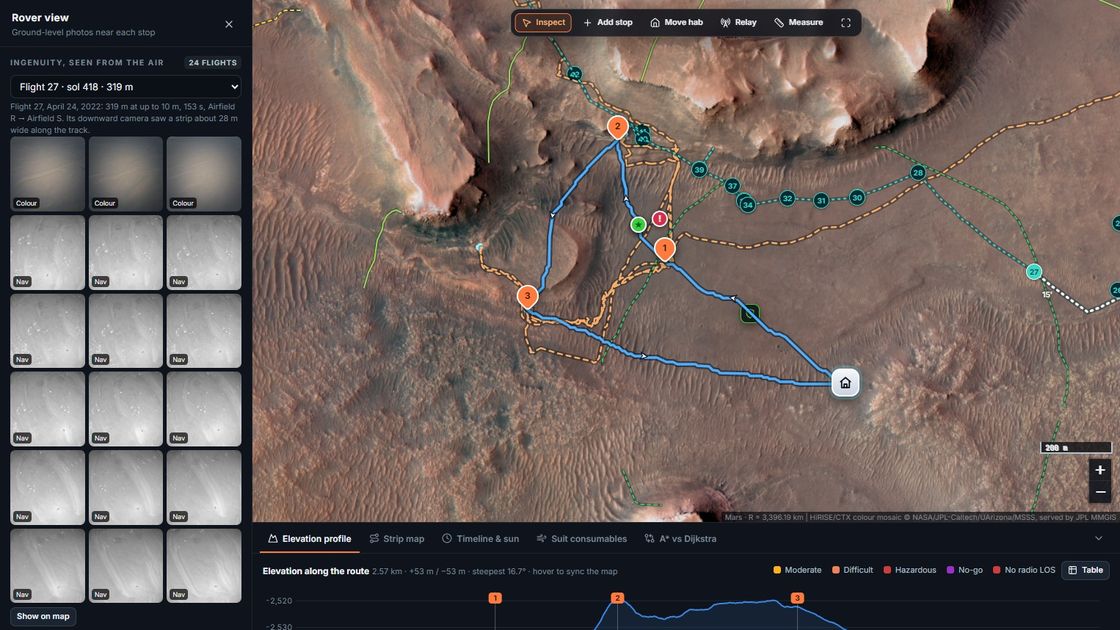 Rover view
Ground-level photos near each stop
INGENUITY, SEEN FROM THE AIR
24 FLIGHTS
Flight 27 · sol 418 · 319 m
Flight 27, April 24, 2022: 319 m at up to 10 m, 153 s, Airfield
R → Airfield S. Its downward camera saw a strip about 28 m
wide along the track.
Colour Colour Colour
Nav Nav Nav
Nav Nav Nav
Nav Nav Nav
Nav Nav Nav
Nav Nav Nav
Show on map
Inspect
Add stop
Move hab
Relay
Measure
42
2
39
37
34
32
31
30
28
27
15
1
3
!
200 m
+
−
Mars · R = 3,396.19 km | HiRISE/CTX colour mosaic © NASA/JPL-Caltech/UArizona/MSSS, served by JPL MMGIS
Elevation profile
Strip map
Timeline & sun
Suit consumables
A* vs Dijkstra
Elevation along the route 2.57 km · +53 m / −53 m · steepest 16.7° · hover to sync the map
Moderate
Difficult
Hazardous
No-go
No radio LOS
Table
-2,520
-2,530
1
2
3